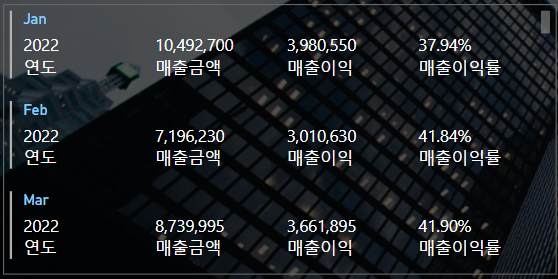 Jan
2022 10,492,700 3,980,550 37.94%
연도 매출금액 매출이익 매출이익률
Feb
2022 7,196,230 3,010,630 41.84%
연도 매출금액 매출이익 매출이익률
Mar
2022 8,739,995 3,661,895 41.90%
연도 매출금액 매출이익 매출이익률